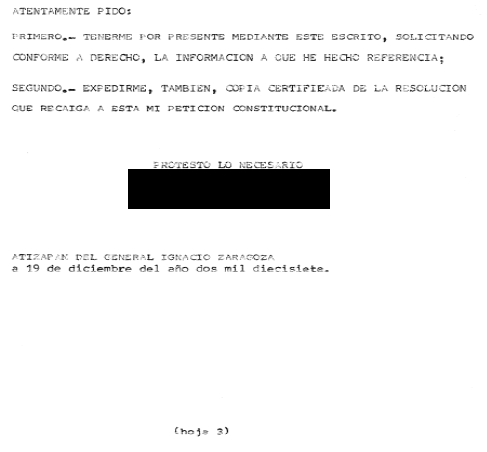 ATENTAMENTE PIDO:
PRIMERO.- TENERME POR PRESENTE MEDIANTE ESTE ESCRITO, SOLICITANDO
CONFORME A DERECHO, LA INFORMACION A QUE HE HECHO REFERENCIA;
SEGUNDO.- EXPEDIRME, TAMBIEN, COPIA CERTIFIEADA DE LA RESOLUCION
QUE RECAIGA A ESTA MI PETICION CONSTITUCIONAL.
PROTESTO LO NECESARIO
ATIZAPAN DEL GENERAL IGNACIO ZARAGOZA
a 19 de diciembre del año dos mil diecisiete.
(hoja 3)